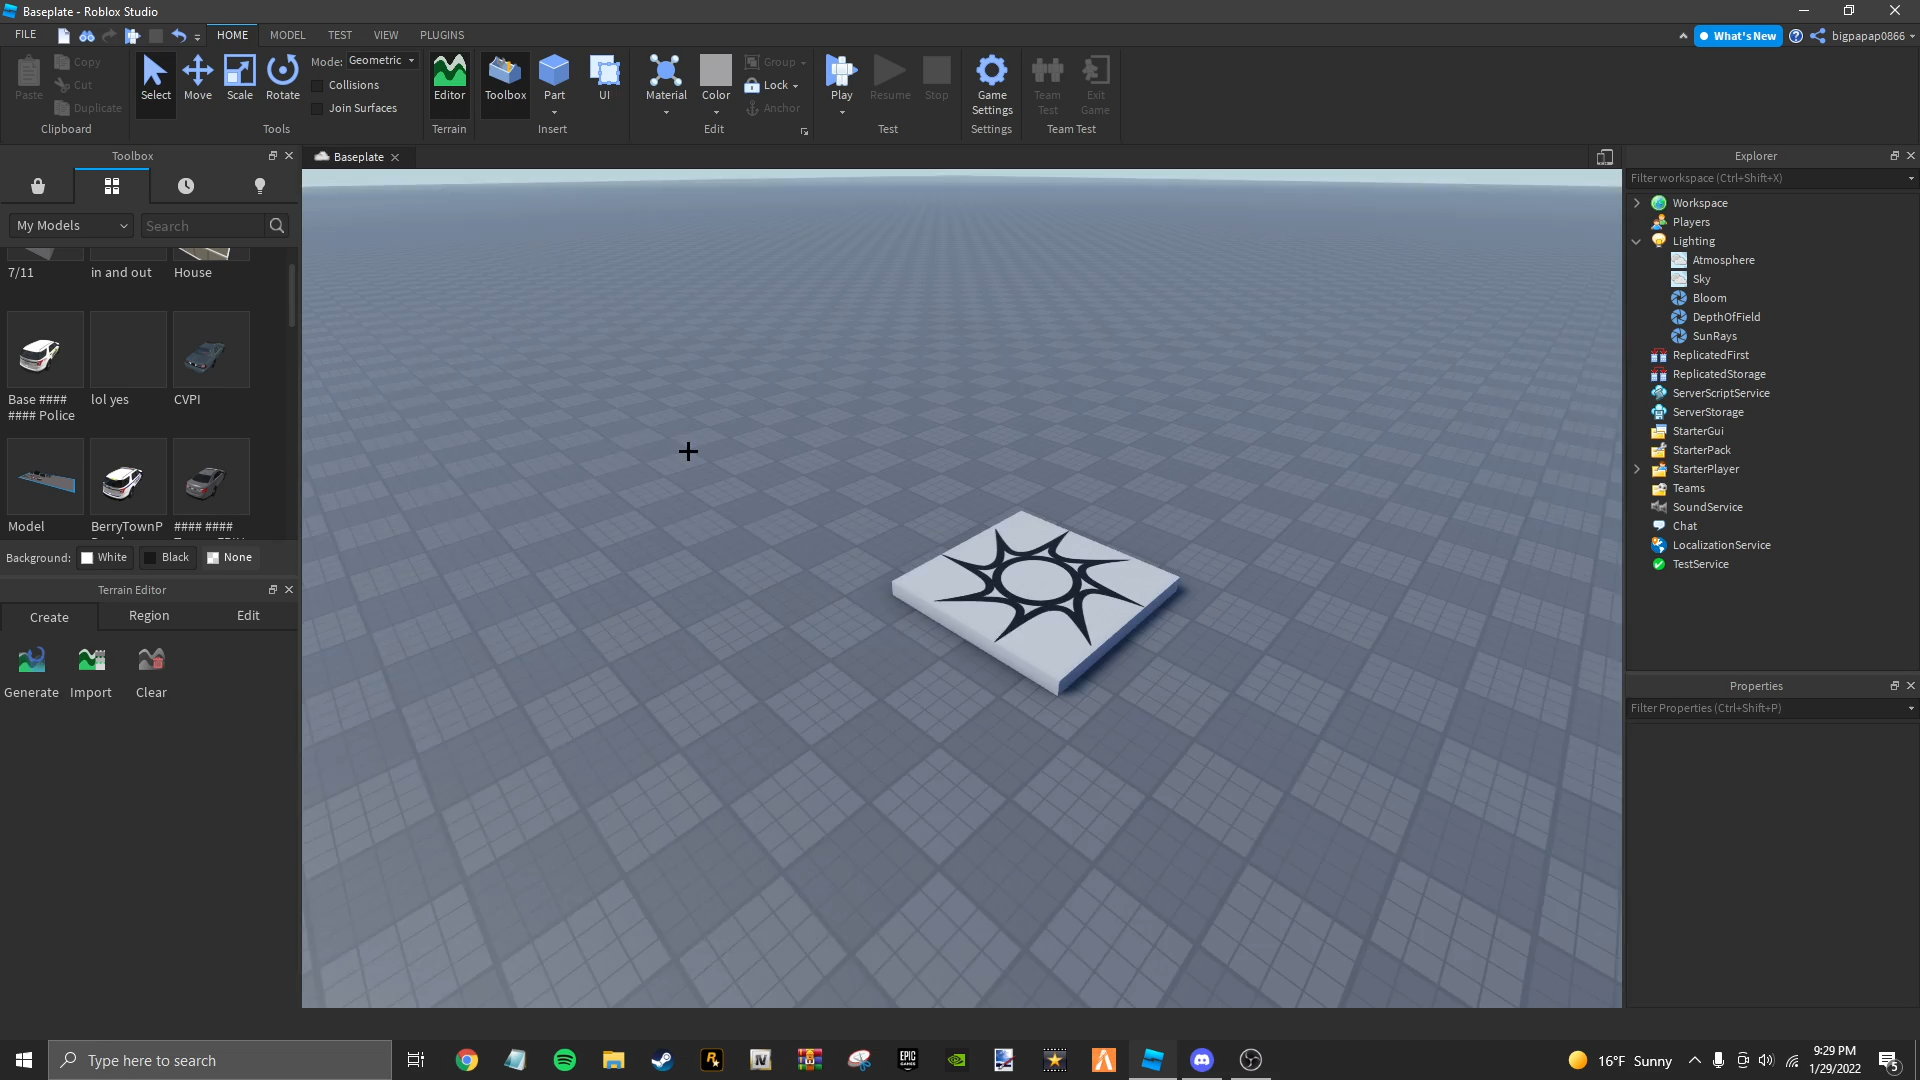 Baseplate - Roblox Studio
FILE
HOME
MODEL
TEST
VIEW
PLUGINS
What's New
bigpapap0866
Paste
Copy
Cut
Duplicate
Clipboard
Select
Move
Scale
Rotate
Mode: Geometric
Collisions
Join Surfaces
Tools
Editor
Terrain
Toolbox
Part
UI
Insert
Material
Color
Group
Lock
Anchor
Edit
Play
Resume
Stop
Test
Game Settings
Settings
Team Test
Exit Game
Team Test
Toolbox
My Models
Search
7/11
in and out
House
Base ####
#### Police
lol yes
CVPI
Model
BerryTownP
#### ####
Background: White Black None
Terrain Editor
Create
Region
Edit
Generate
Import
Clear
Baseplate
Explorer
Filter workspace (Ctrl+Shift+X)
Workspace
Players
Lighting
Atmosphere
Sky
Bloom
DepthOfField
SunRays
ReplicatedFirst
ReplicatedStorage
ServerScriptService
ServerStorage
StarterGui
StarterPack
StarterPlayer
Teams
SoundService
Chat
LocalizationService
TestService
Properties
Filter Properties (Ctrl+Shift+P)
Type here to search
EPIC
GAMES
IV
16°F Sunny
9:29 PM
1/29/2022
5